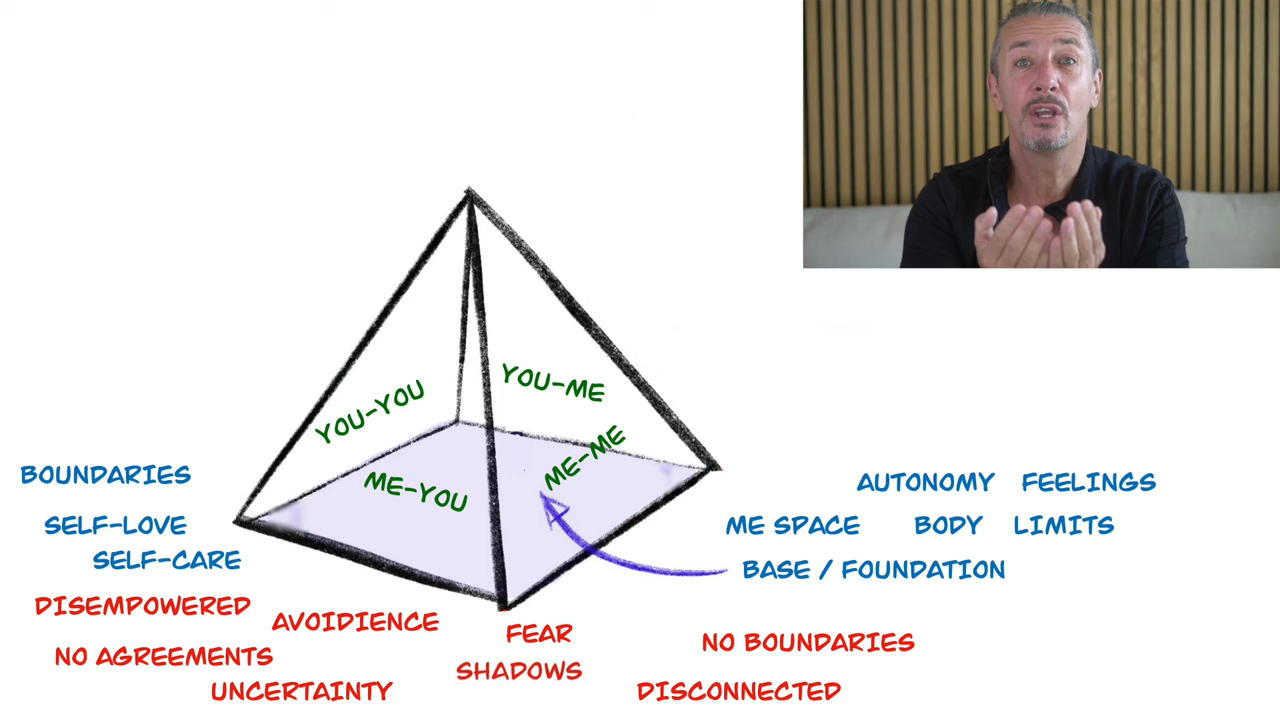 YOU-YOU
YOU-ME
ME-ME
ME-YOU
BOUNDARIES
SELF-LOVE
SELF-CARE
AUTONOMY FEELINGS
ME SPACE BODY LIMITS
BASE / FOUNDATION
DISEMPOWERED
AVOIDIENCE
FEAR
NO BOUNDARIES
NO AGREEMENTS
SHADOWS
UNCERTAINTY
DISCONNECTED